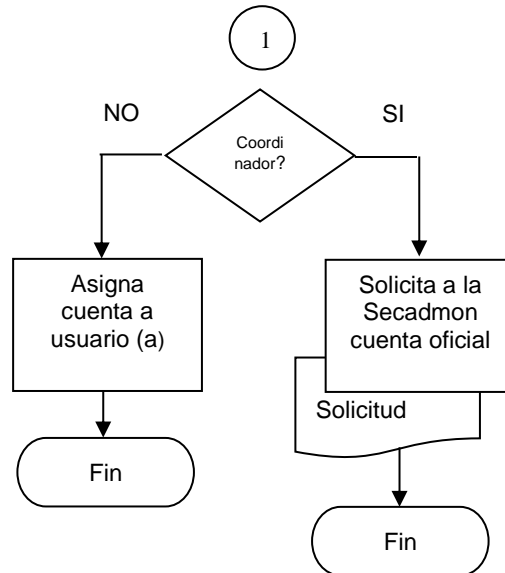 1
NO
SI
Coordi
nador?
Asigna
cuenta a
usuario (a)
Solicita a la
Secadmon
cuenta oficial
Solicitud
Fin
Fin